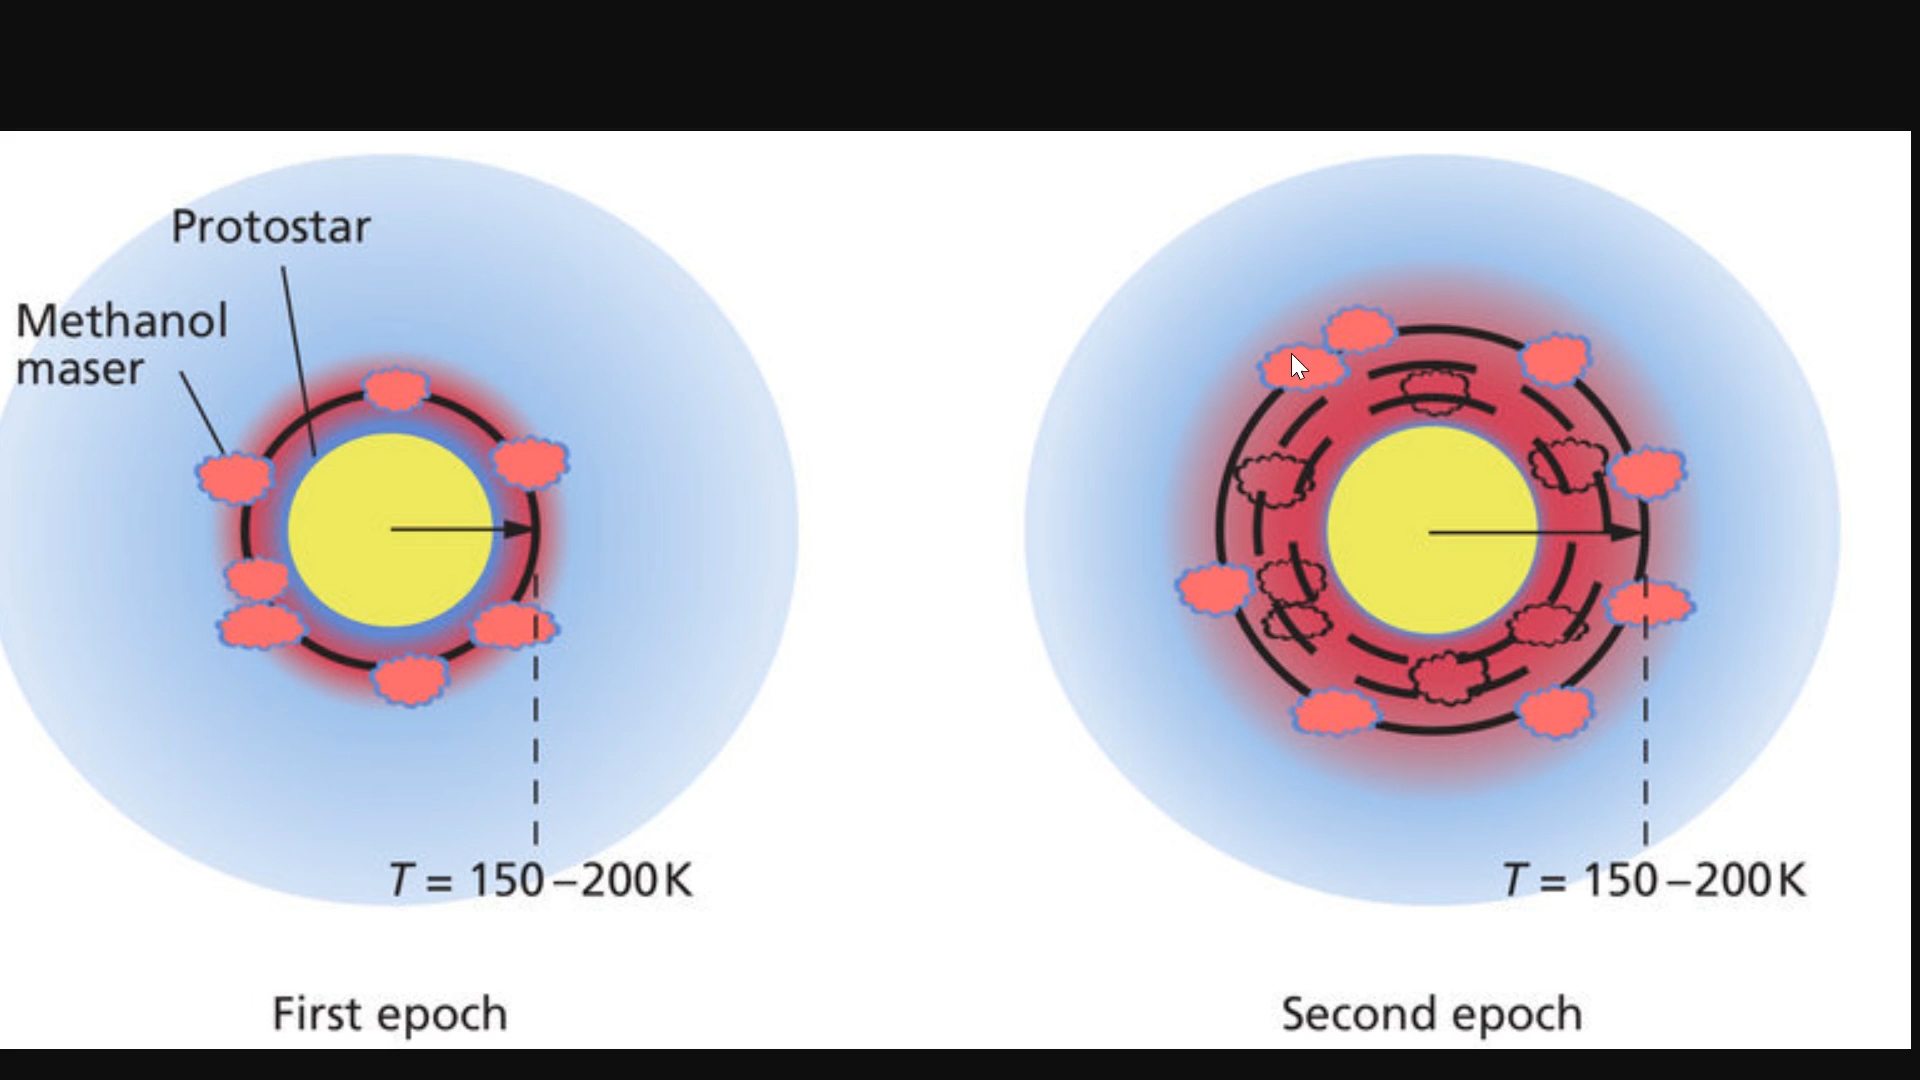 Protostar
Methanol
maser
T = 150–200 K
T = 150–200 K
First epoch
Second epoch